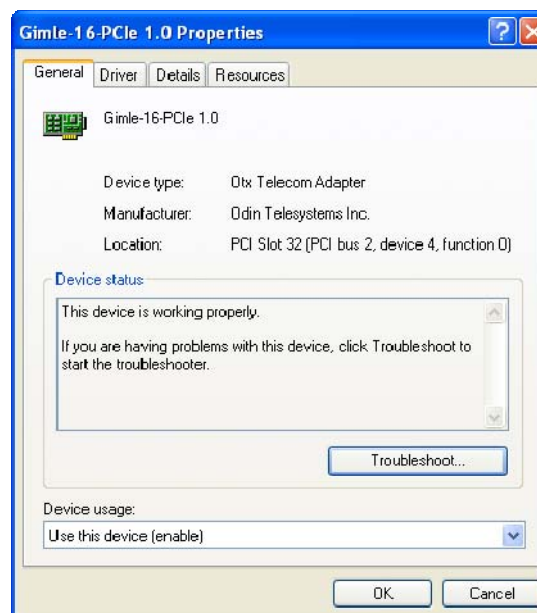 Gimle-16-PCIe 1.0 Properties
General Driver Details Resources
Gimle-16-PCIe 1.0
Device type: Otx Telecom Adapter
Manufacturer: Odin Telesystems Inc.
Location: PCI Slot 32 (PCI bus 2, device 4, function 0)
Device status
This device is working properly.
If you are having problems with this device, click Troubleshoot to
start the troubleshooter.
Troubleshoot...
Device usage:
Use this device (enable)
OK Cancel